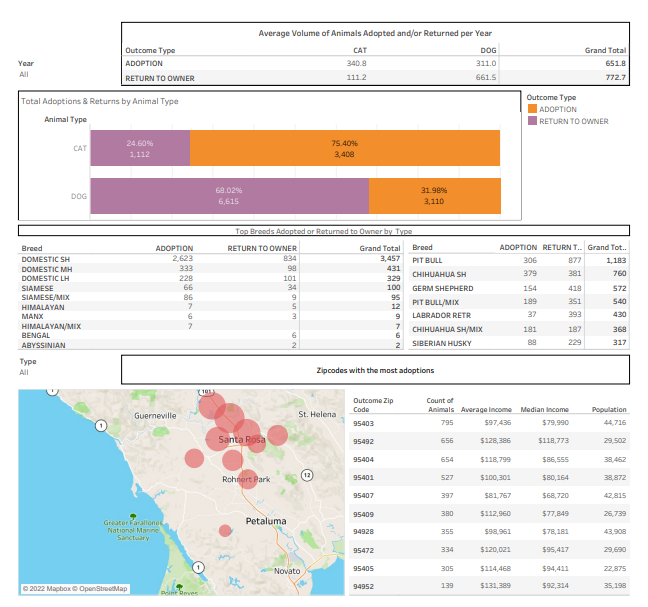 Average Volume of Animals Adopted and/or Returned per Year
Outcome Type CAT DOG Grand Total
ADOPTION 340.8 311.0 651.8
RETURN TO OWNER 111.2 661.5 772.7
Year
All
Total Adoptions & Returns by Animal Type
Animal Type
CAT
24.60% 75.40%
1,112 3,408
DOG
68.02% 31.98%
6,615 3,110
Outcome Type
ADOPTION
RETURN TO OWNER
Top Breeds Adopted or Returned to Owner by Type
Breed ADOPTION RETURN TO OWNER Grand Total
DOMESTIC SH 2,623 834 3,457
DOMESTIC MH 333 98 431
DOMESTIC LH 228 101 329
SIAMESE 66 34 100
SIAMESE/MIX 86 9 95
HIMALAYAN 7 5 12
MANX 6 3 9
HIMALAYAN/MIX 7 7
BENGAL 6 6
ABYSSINIAN 2 2
Breed ADOPTION RETURN T.. Grand Tot..
PIT BULL 306 877 1,183
CHIHUAHUA SH 379 381 760
GERM SHEPHERD 154 418 572
PIT BULL/MIX 189 351 540
LABRADOR RETR 37 393 430
CHIHUAHUA SH/MIX 181 187 368
SIBERIAN HUSKY 88 229 317
Type
All
Zipcodes with the most adoptions
101
1
Guerneville
St. Helena
1
Santa Rosa
12
Rohnert Park
Petaluma
Greater Farallones
National Marine
Sanctuary
1
Novato
Point Reyes
© 2022 Mapbox © OpenStreetMap
Outcome Zip Code Count of Animals Average Income Median Income Population
95403 795 $97,436 $79,990 44,716
95492 656 $128,386 $118,773 29,502
95404 654 $118,799 $86,555 38,462
95401 527 $100,301 $80,164 38,872
95407 397 $81,767 $68,720 42,815
95409 380 $112,960 $77,849 26,739
94928 355 $98,961 $78,181 43,908
95472 334 $120,021 $95,417 29,690
95405 305 $114,468 $94,411 22,875
94952 139 $131,389 $92,314 35,198